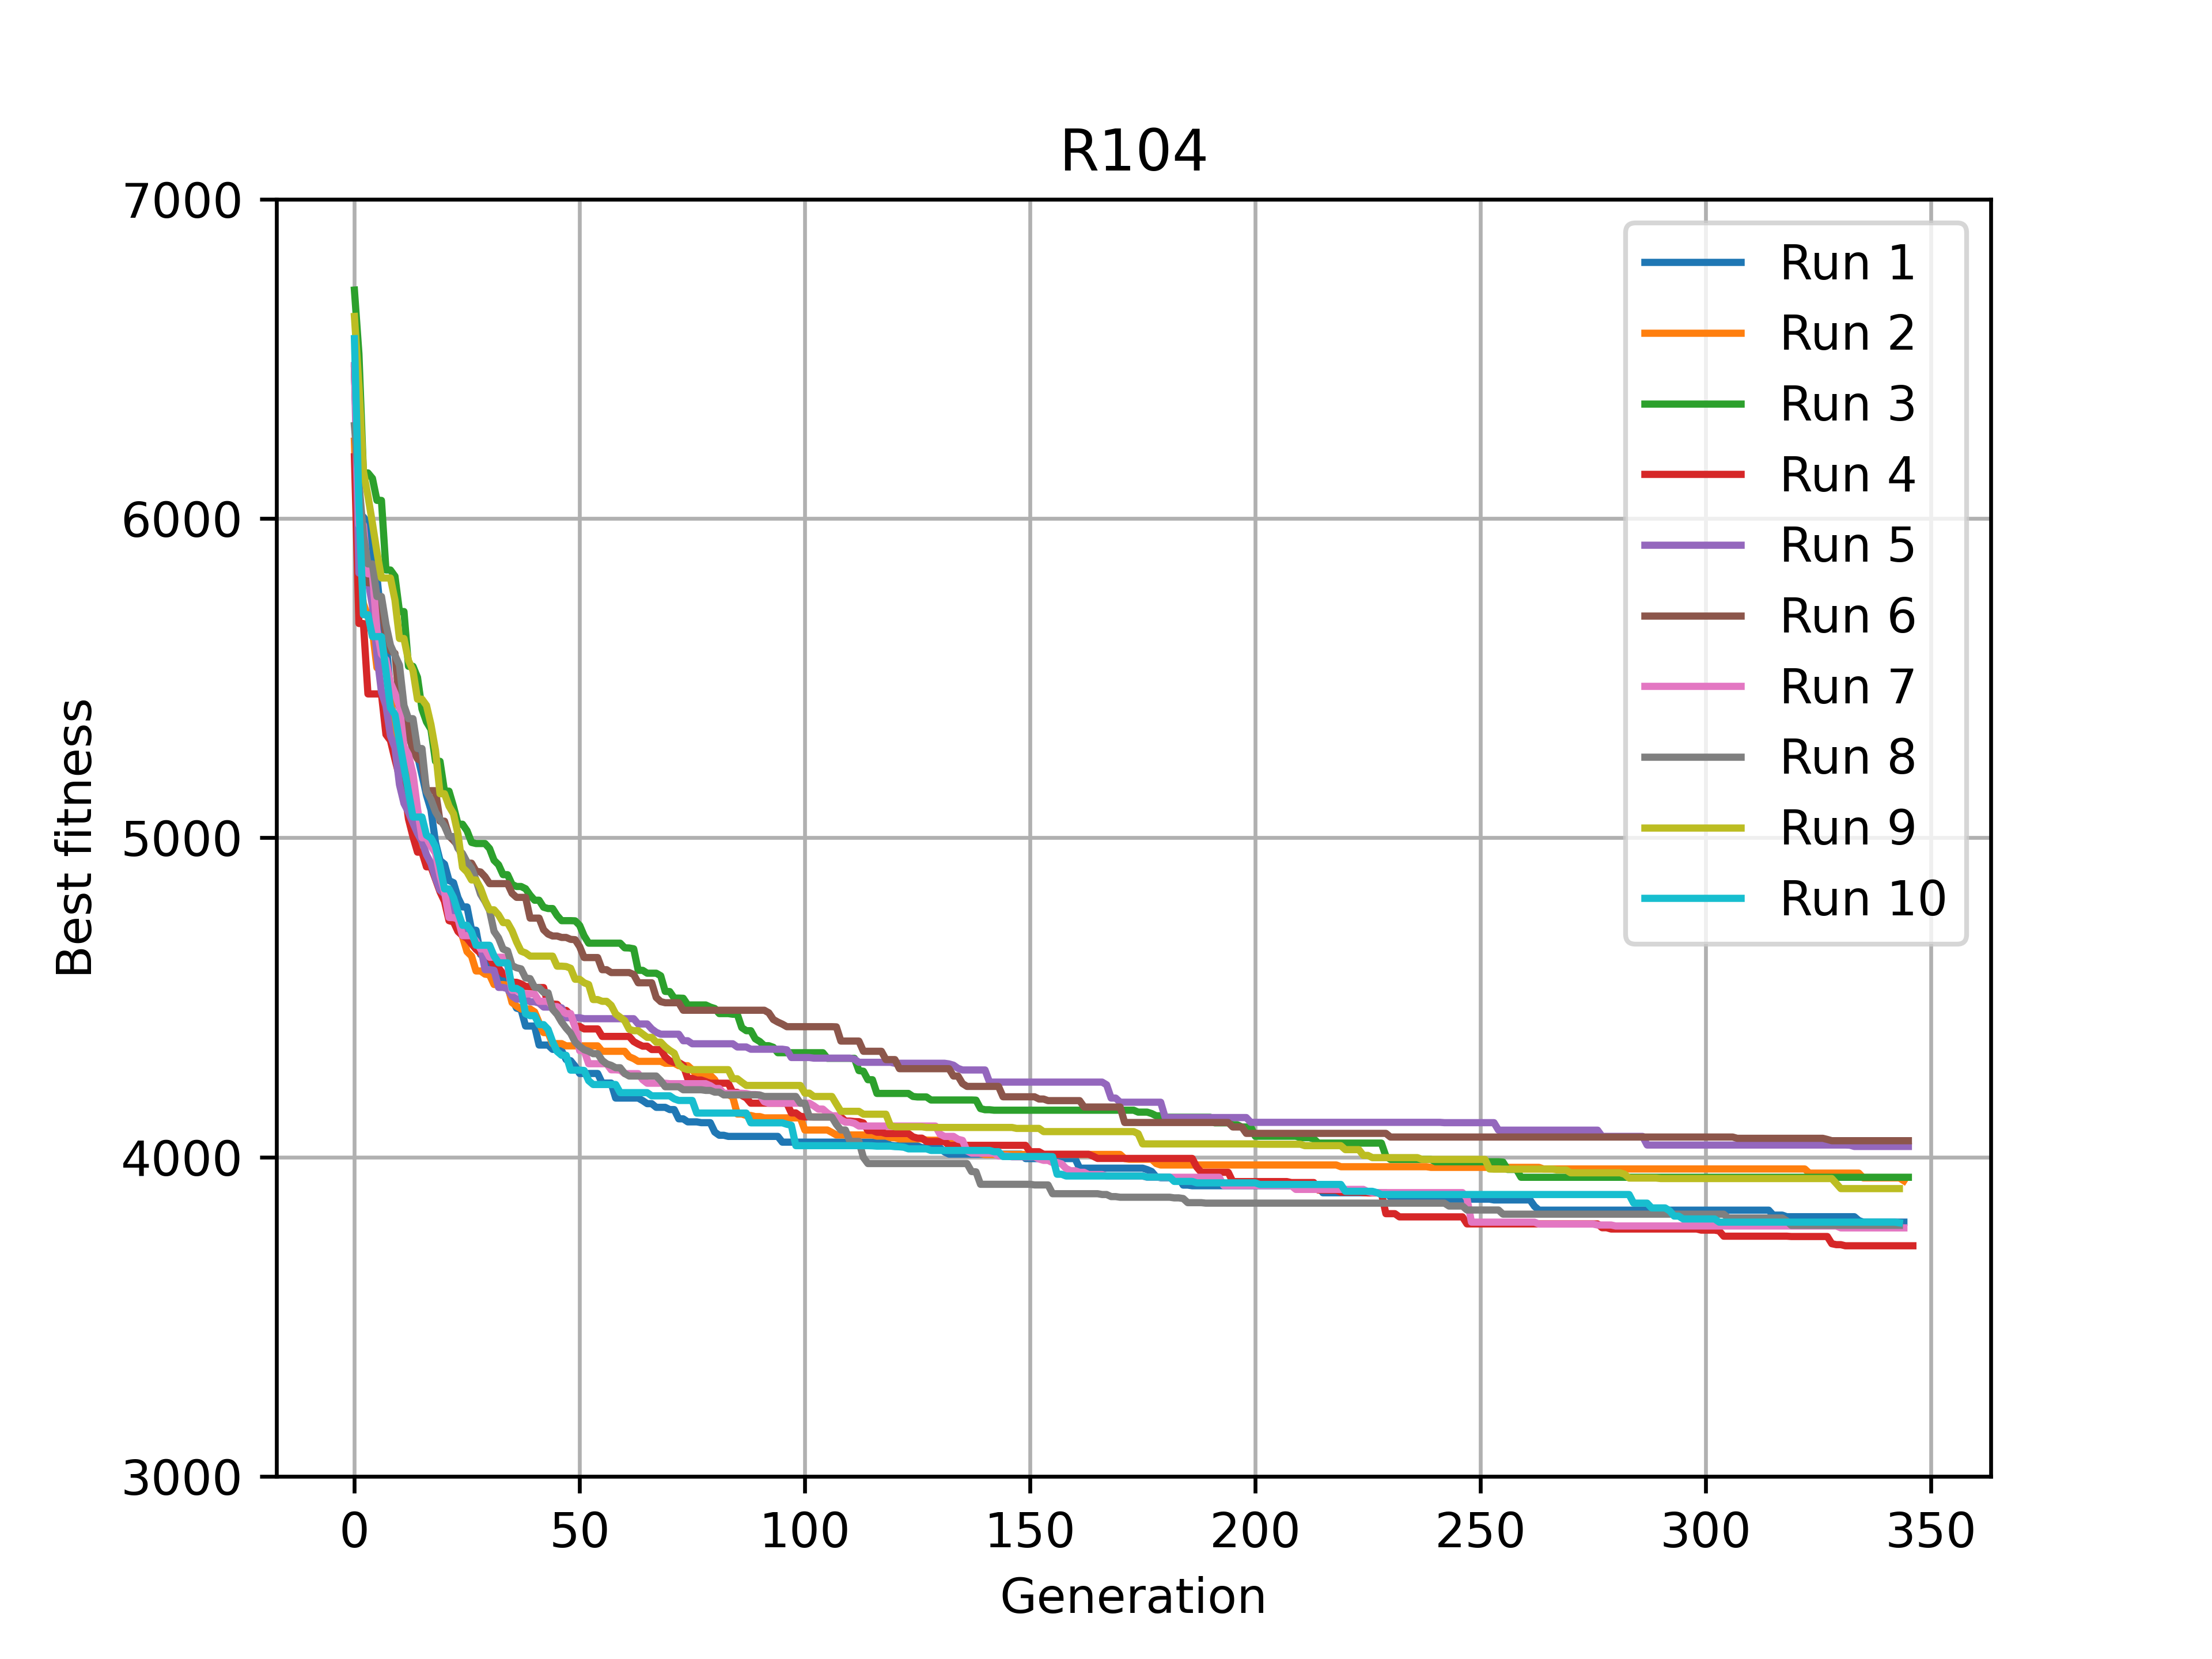 R104
7000
6000
5000
4000
3000
Best fitness
0 50 100 150 200 250 300 350
Generation
Run 1
Run 2
Run 3
Run 4
Run 5
Run 6
Run 7
Run 8
Run 9
Run 10